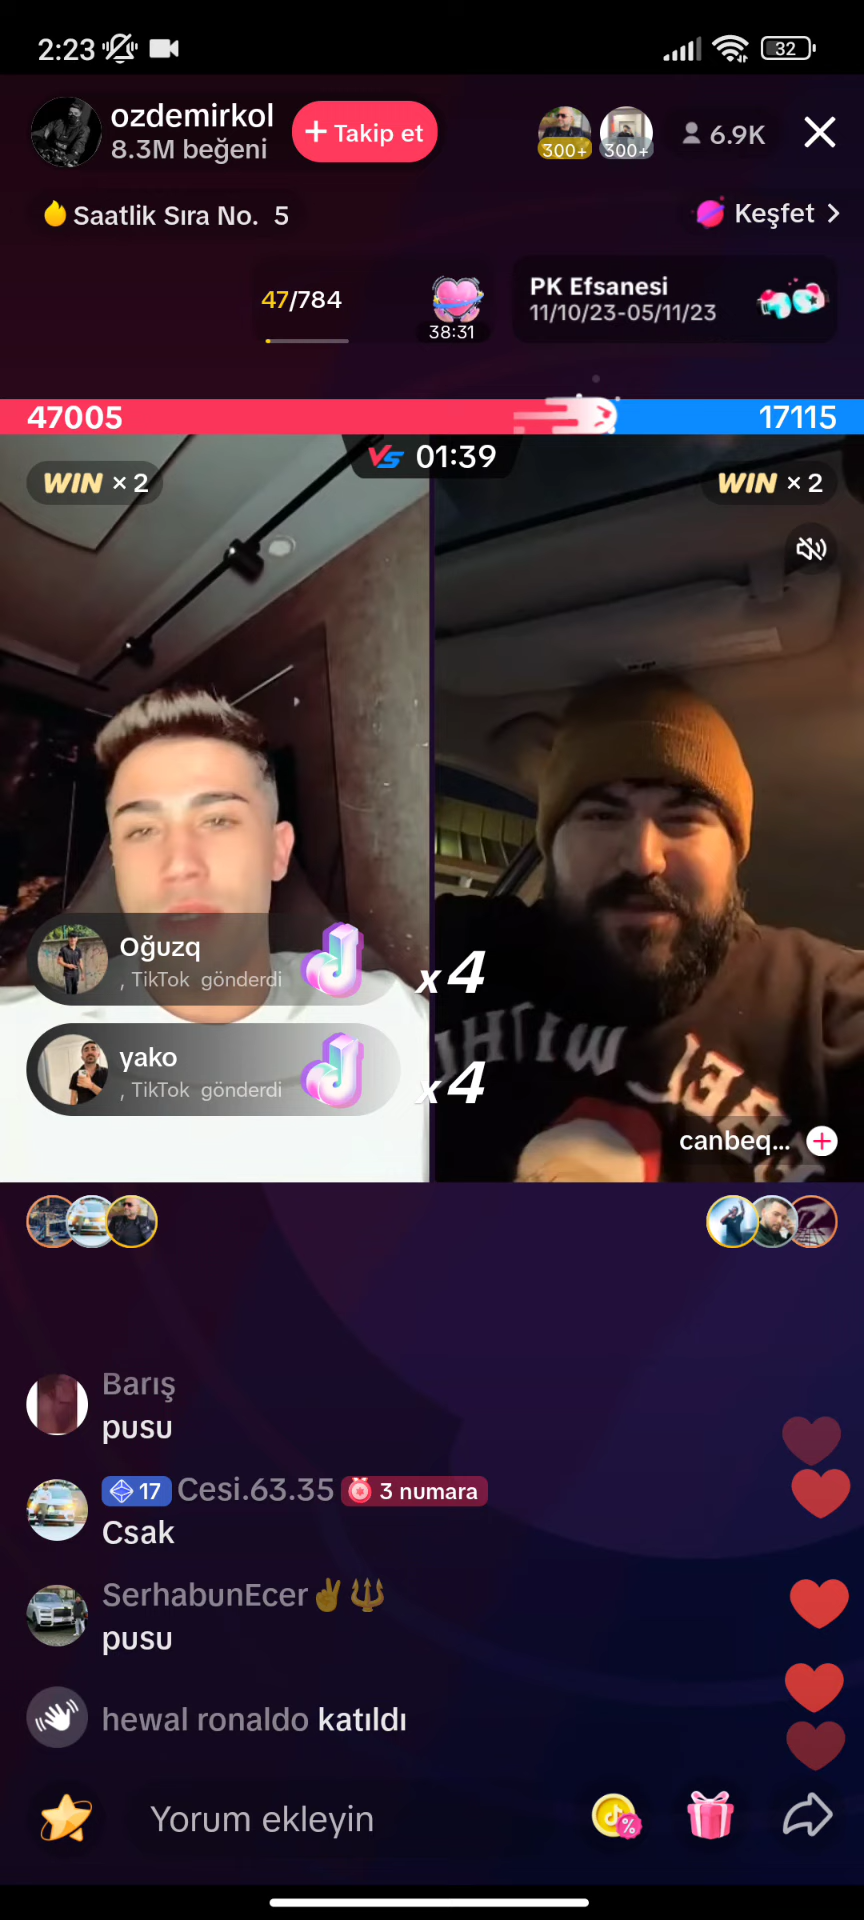 2:23
32
ozdemirkol
8.3M beğeni
+ Takip et
300+
300+
6.9K
Saatlik Sıra No. 5
Keşfet
47/784
38:31
PK Efsanesi
11/10/23-05/11/23
47005
17115
VS 01:39
WIN × 2
WIN × 2
Oğuzq
, TikTok gönderdi
x4
yako
, TikTok gönderdi
x4
canbeq...
Barış
pusu
17 Cesi.63.35 3 numara
Csak
SerhabunEcer✌🔱
pusu
hewal ronaldo katıldı
Yorum ekleyin